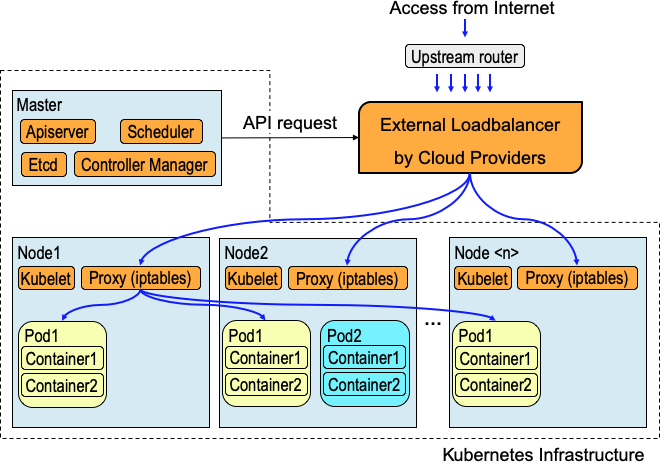 Access from Internet
Upstream router
Master
Apiserver
Scheduler
Etcd
Controller Manager
API request
External Loadbalancer
by Cloud Providers
Node1
Kubelet
Proxy (iptables)
Pod1
Container1
Container2
Node2
Kubelet
Proxy (iptables)
Pod1
Container1
Container2
Pod2
Container1
Container2
...
Node <n>
Kubelet
Proxy (iptables)
Pod1
Container1
Container2
Kubernetes Infrastructure